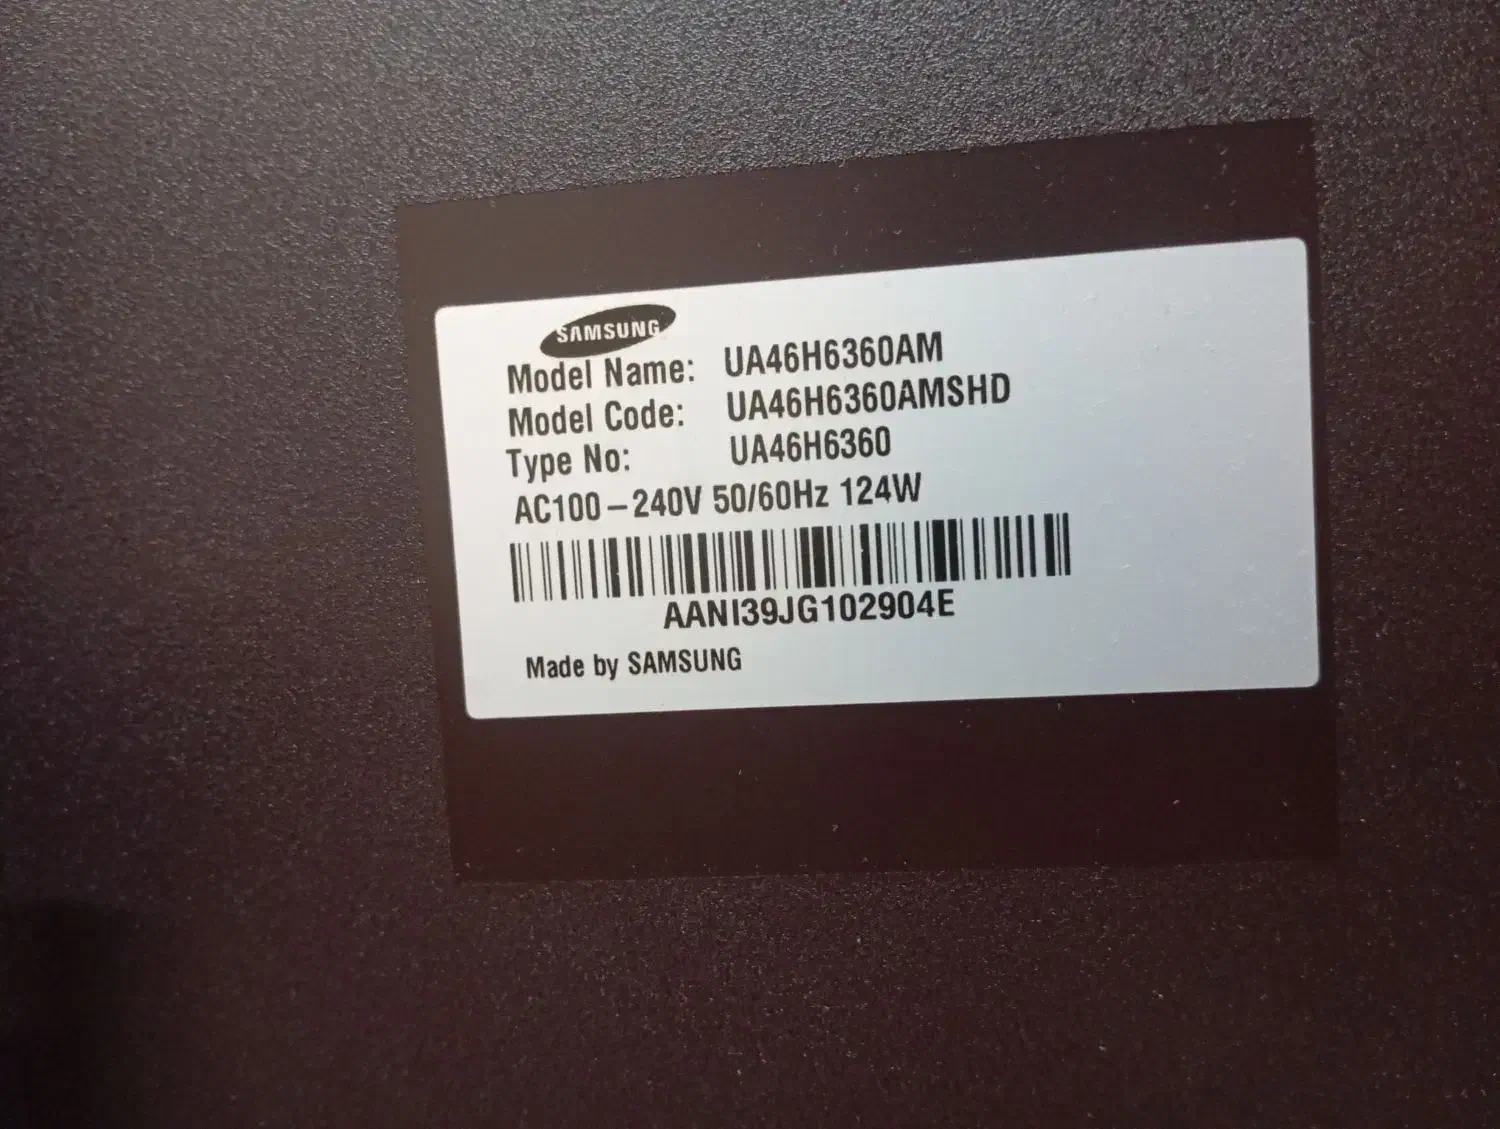 SAMSUNG
Model Name: UA46H6360AM
Model Code: UA46H6360AMSHD
Type No: UA46H6360
AC100-240V 50/60Hz 124W
AANI39JG102904E
Made by SAMSUNG